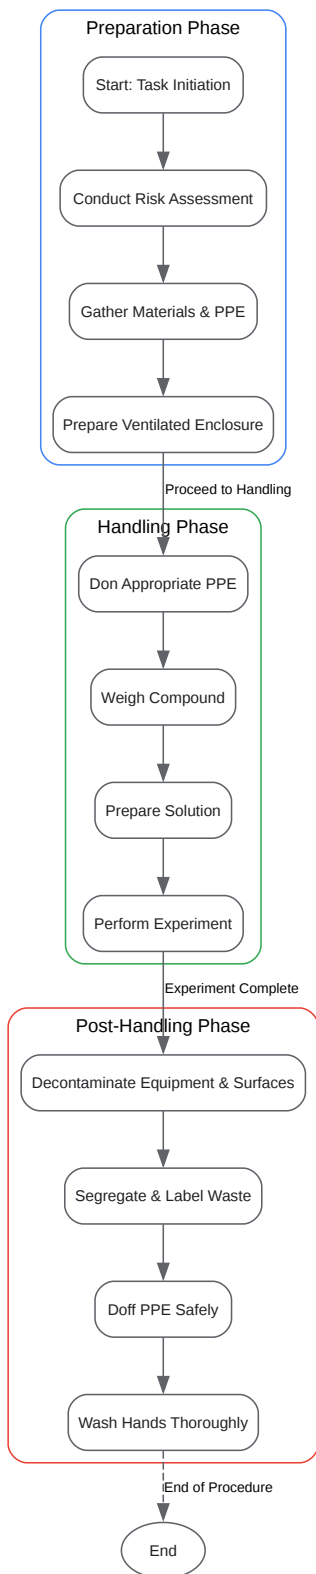 Preparation Phase
Start: Task Initiation
Conduct Risk Assessment
Gather Materials & PPE
Prepare Ventilated Enclosure
Proceed to Handling
Handling Phase
Don Appropriate PPE
Weigh Compound
Prepare Solution
Perform Experiment
Experiment Complete
Post-Handling Phase
Decontaminate Equipment & Surfaces
Segregate & Label Waste
Doff PPE Safely
Wash Hands Thoroughly
End of Procedure
End